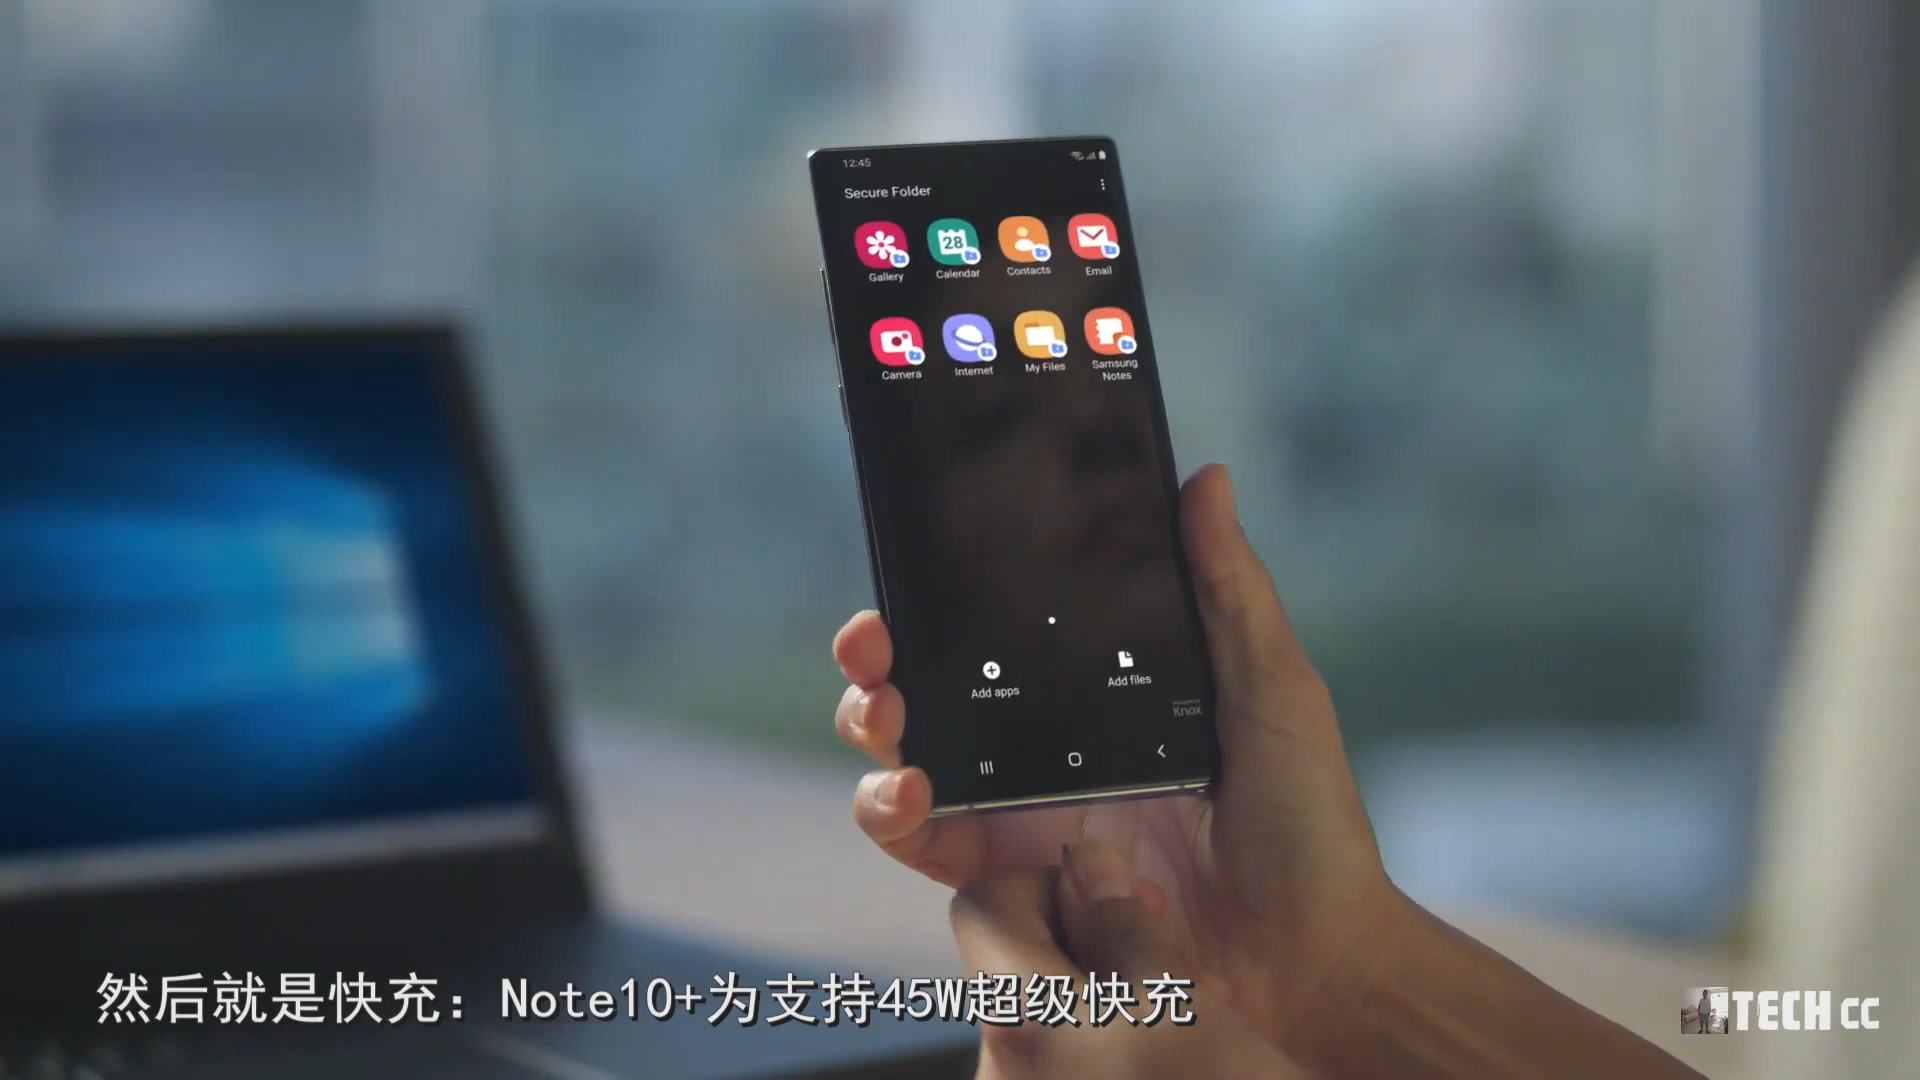 12:45
Secure Folder
28
Gallery
Calendar
Contacts
Email
Camera
Internet
My Files
Samsung
Notes
Add apps
Add files
Knox
然后就是快充：Note10+为支持45W超级快充
TECH CC